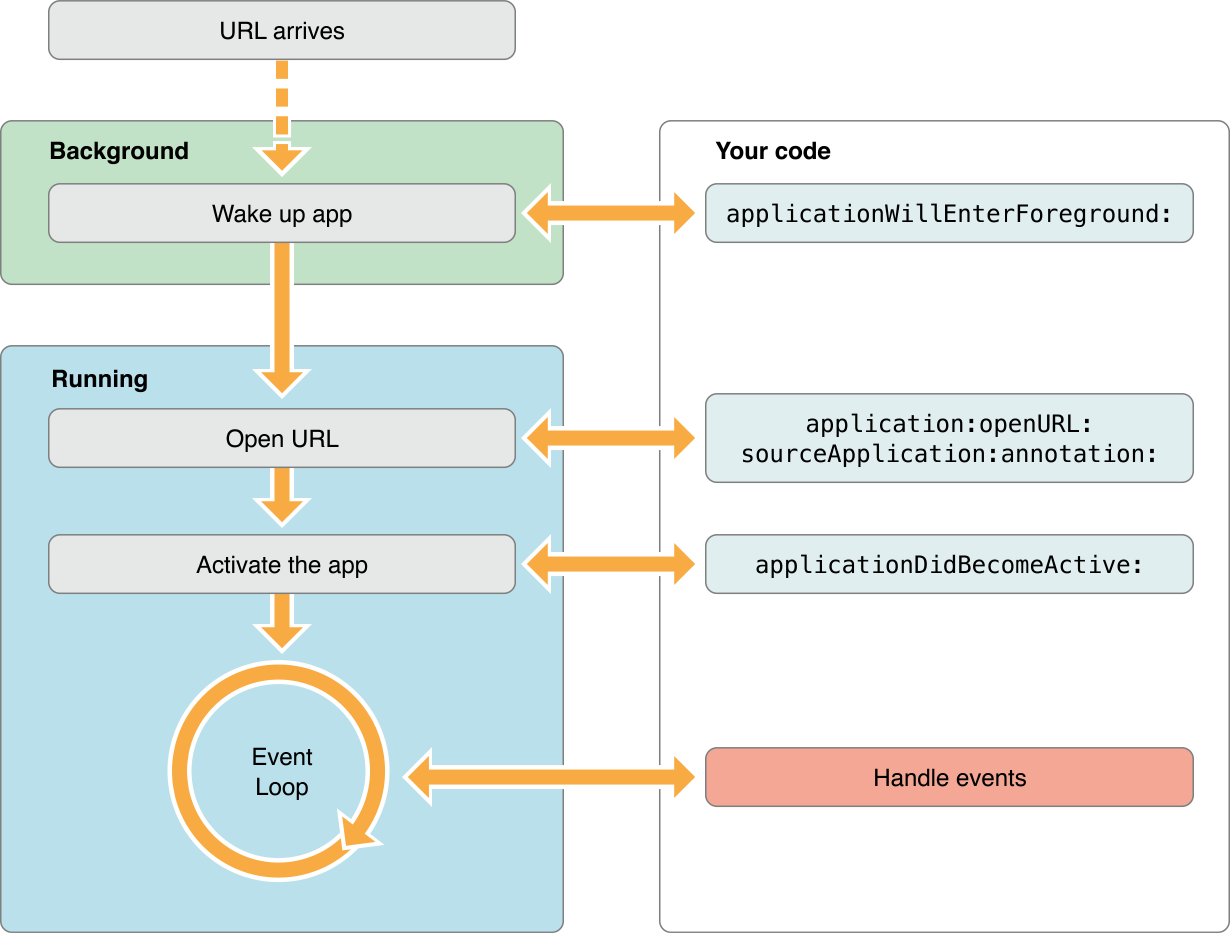 URL arrives
Background
Wake up app
Your code
applicationWillEnterForeground:
Running
Open URL
application:openURL:
sourceApplication:annotation:
Activate the app
applicationDidBecomeActive:
Event
Loop
Handle events